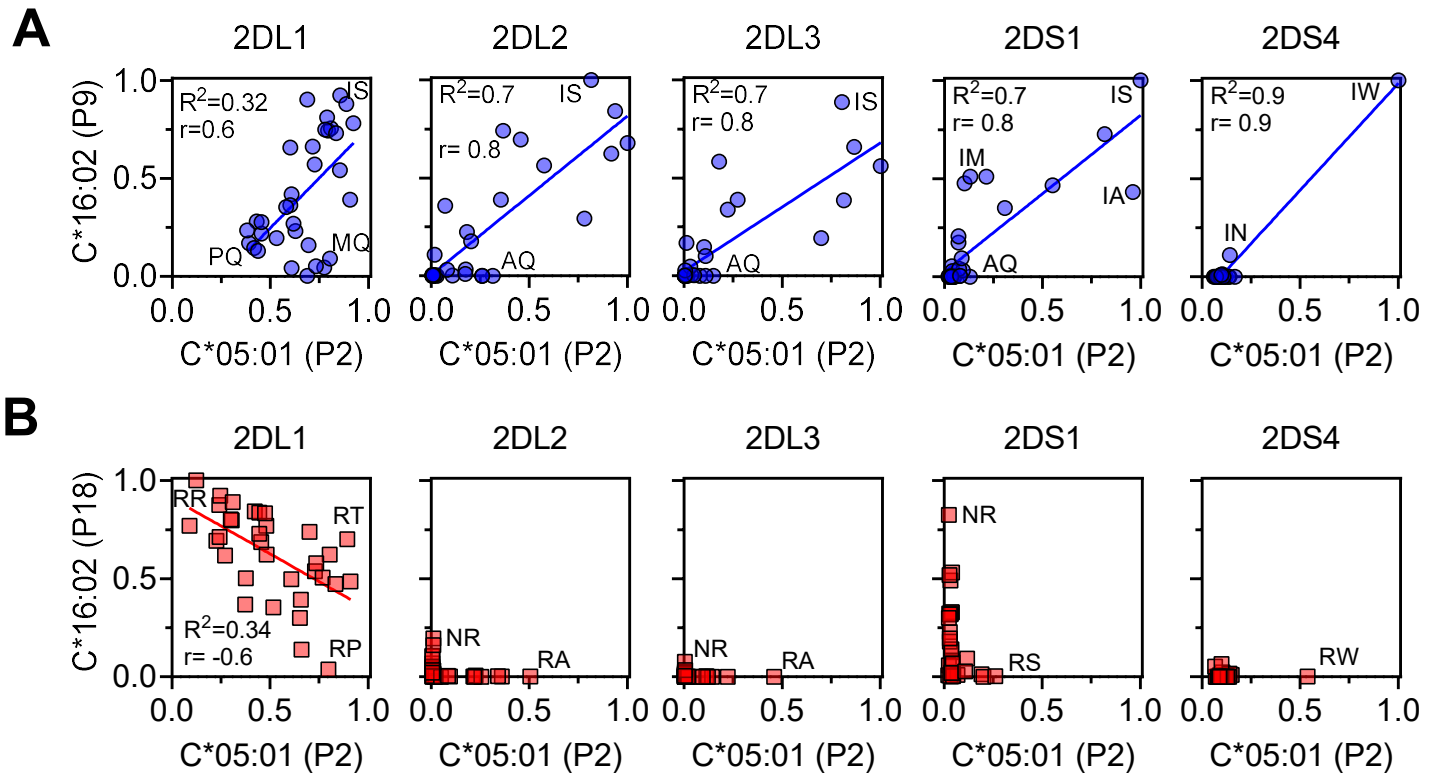 A
2DL1 2DL2 2DL3 2DS1 2DS4
C*16:02 (P9)
1.0
0.5
0.0
R²=0.32
r=0.6
IS
PQ
MQ
0.0 0.5 1.0
C*05:01 (P2)
R²=0.7
r= 0.8
IS
AQ
0.0 0.5 1.0
C*05:01 (P2)
R²=0.7
r= 0.8
IS
AQ
0.0 0.5 1.0
C*05:01 (P2)
R²=0.7
r= 0.8
IS
IM
IA
AQ
0.0 0.5 1.0
C*05:01 (P2)
R²=0.9
r= 0.9
IW
IN
0.0 0.5 1.0
C*05:01 (P2)
B
2DL1 2DL2 2DL3 2DS1 2DS4
C*16:02 (P18)
1.0
0.5
0.0
RR
RT
R²=0.34
r= -0.6
RP
0.0 0.5 1.0
C*05:01 (P2)
NR
RA
0.0 0.5 1.0
C*05:01 (P2)
NR
RA
0.0 0.5 1.0
C*05:01 (P2)
NR
RS
0.0 0.5 1.0
C*05:01 (P2)
RW
0.0 0.5 1.0
C*05:01 (P2)